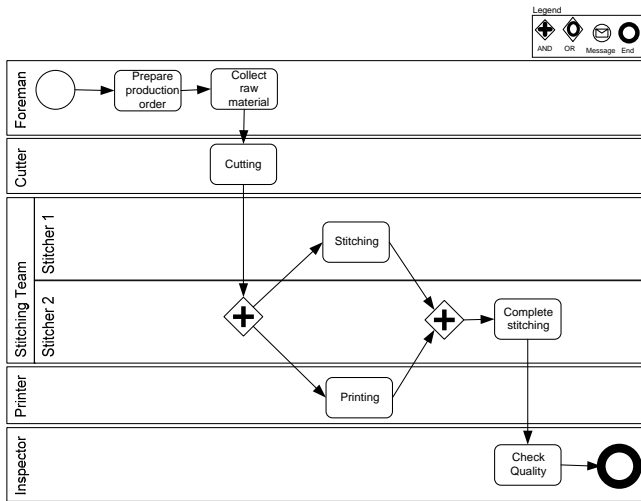 Legend
AND OR Message End
Foreman
Prepare
production
order
Collect
raw
material
Cutter
Cutting
Stitching Team
Stitcher 1
Stitching
Stitcher 2
Complete
stitching
Printer
Printing
Inspector
Check
Quality